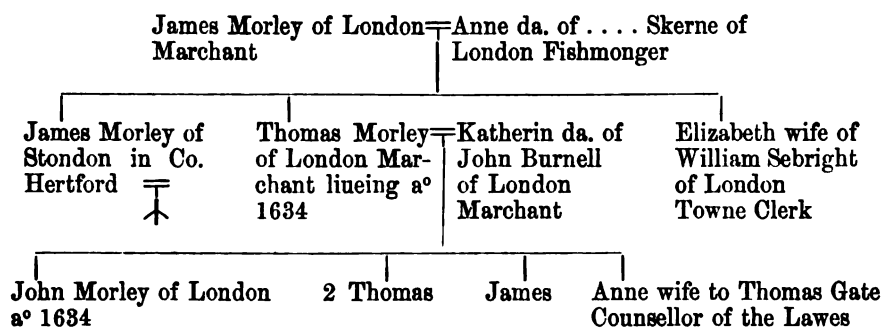 James Morley of London
Marchant
Anne da. of . . . . Skerne of
London Fishmonger
James Morley of
Stondon in Co.
Hertford
Thomas Morley
of London Mar-
chant liueing aº
1634
Katherin da. of
John Burnell
of London
Marchant
Elizabeth wife of
William Sebright
of London
Towne Clerk
John Morley of London
aº 1634
2 Thomas
James
Anne wife to Thomas Gate
Counsellor of the Lawes